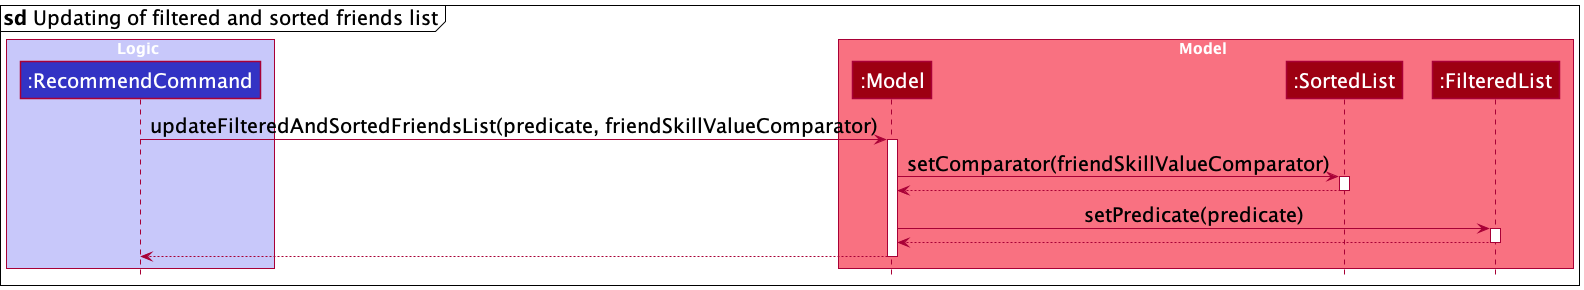 sd Updating of filtered and sorted friends list
Logic
Model
:RecommendCommand
:Model
:SortedList
:FilteredList
updateFilteredAndSortedFriendsList(predicate, friendSkillValueComparator)
setComparator(friendSkillValueComparator)
setPredicate(predicate)